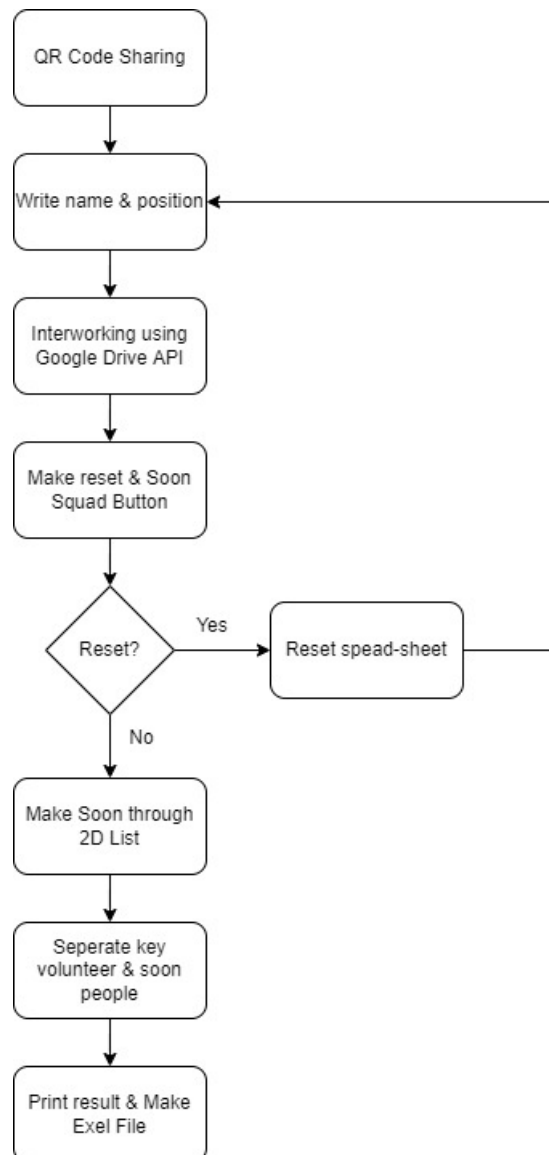 QR Code Sharing
Write name & position
Interworking using
Google Drive API
Make reset & Soon
Squad Button
Reset?
Yes
Reset spead-sheet
No
Make Soon through
2D List
Seperate key
volunteer & soon
people
Print result & Make
Exel File